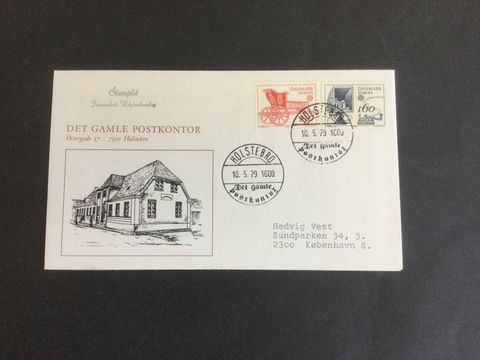 Stemplet
DANMARK
EUROPA
DANMARK
EUROPA
160
DET GAMLE POSTKONTOR
Østergade 37 - 7500 Holstebro
HOLSTEBRO
10. 5. 79 1600
Det Gamle
Postkontor
HOLSTEBRO
10. 5. 79 1600
Det Gamle
Postkontor
Hedvig Vest
Sundparken 34, 3.
2300 København S.